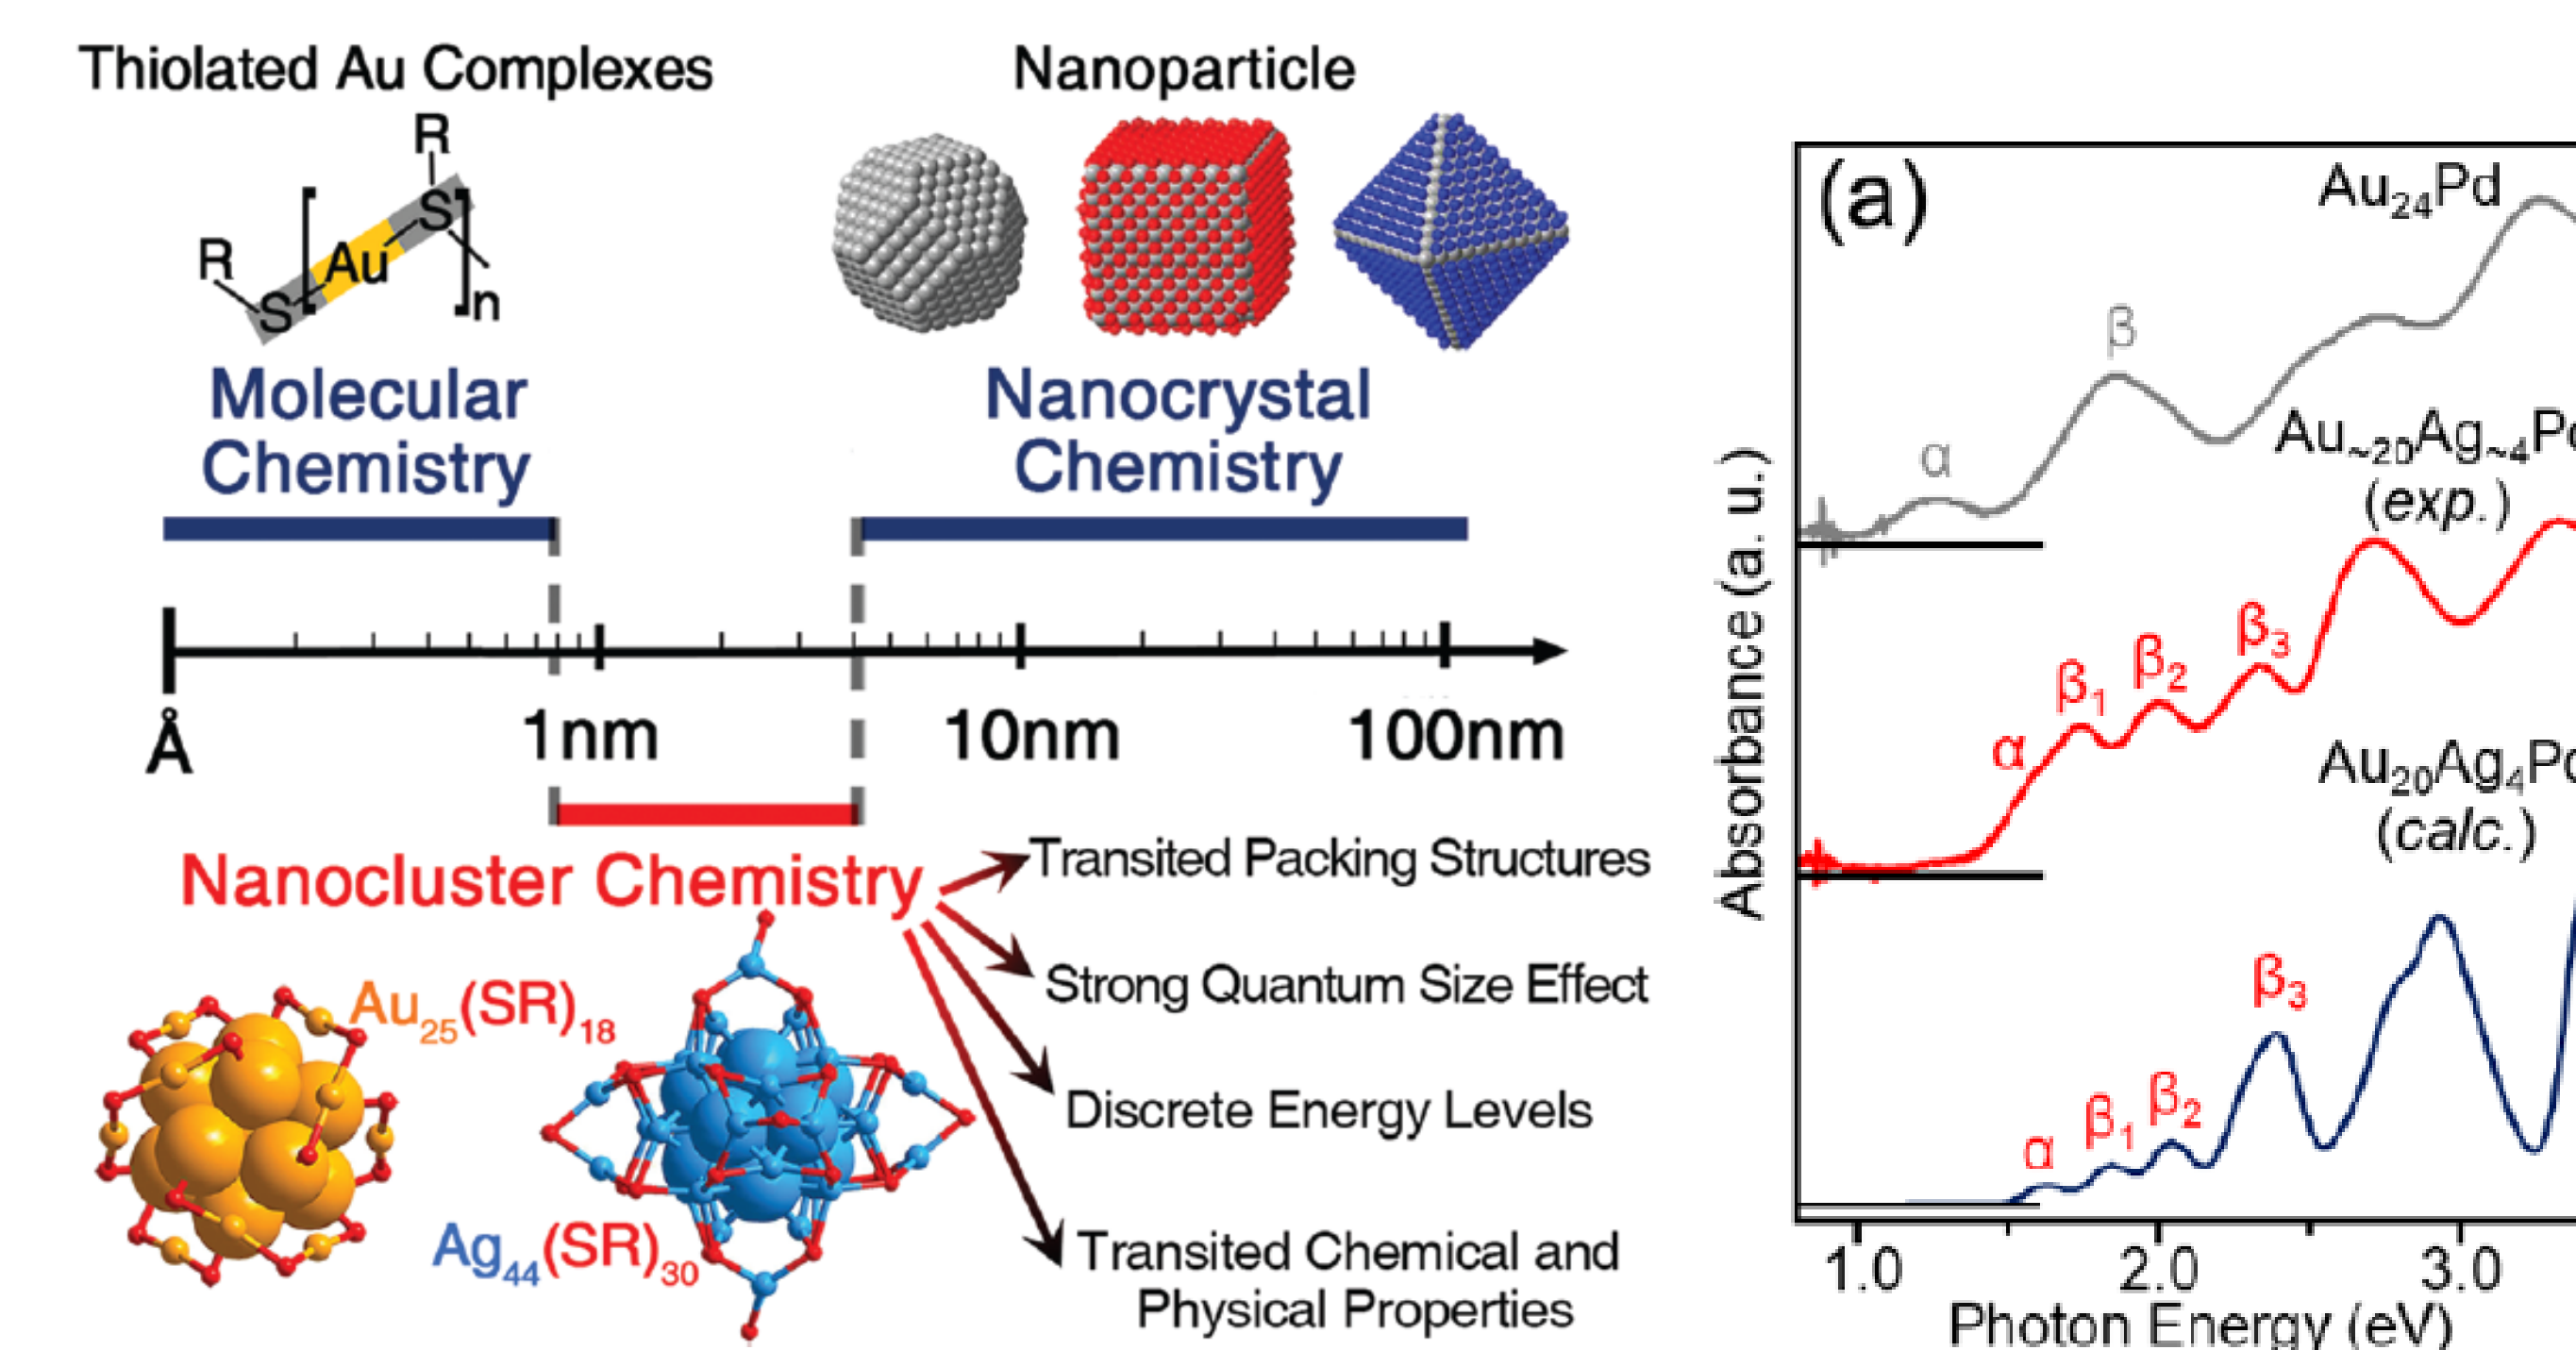 Thiolated Au Complexes
R
R
S
Au
S
n
Nanoparticle
Molecular
Chemistry
Nanocrystal
Chemistry
Å
1nm
10nm
100nm
Nanocluster Chemistry
Transited Packing Structures
Strong Quantum Size Effect
Discrete Energy Levels
Transited Chemical and
Physical Properties
Au25(SR)18
Ag44(SR)30
(a)
Absorbance (a. u.)
Au24Pd
β
α
Au~20Ag~4P
(exp.)
β3
β2
β1
α
Au20Ag4P
(calc.)
β3
β2
β1
α
1.0
2.0
3.0
Photon Energy (eV)